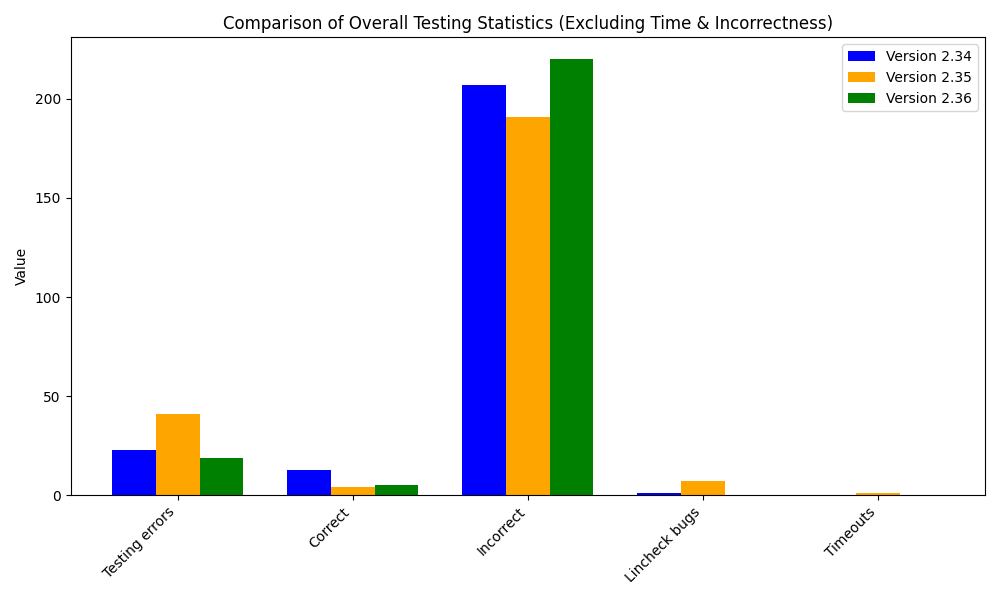 Comparison of Overall Testing Statistics (Excluding Time & Incorrectness)
Version 2.34
Version 2.35
Version 2.36
Value
200
150
100
50
0
Testing errors
Correct
Incorrect
Lincheck bugs
Timeouts